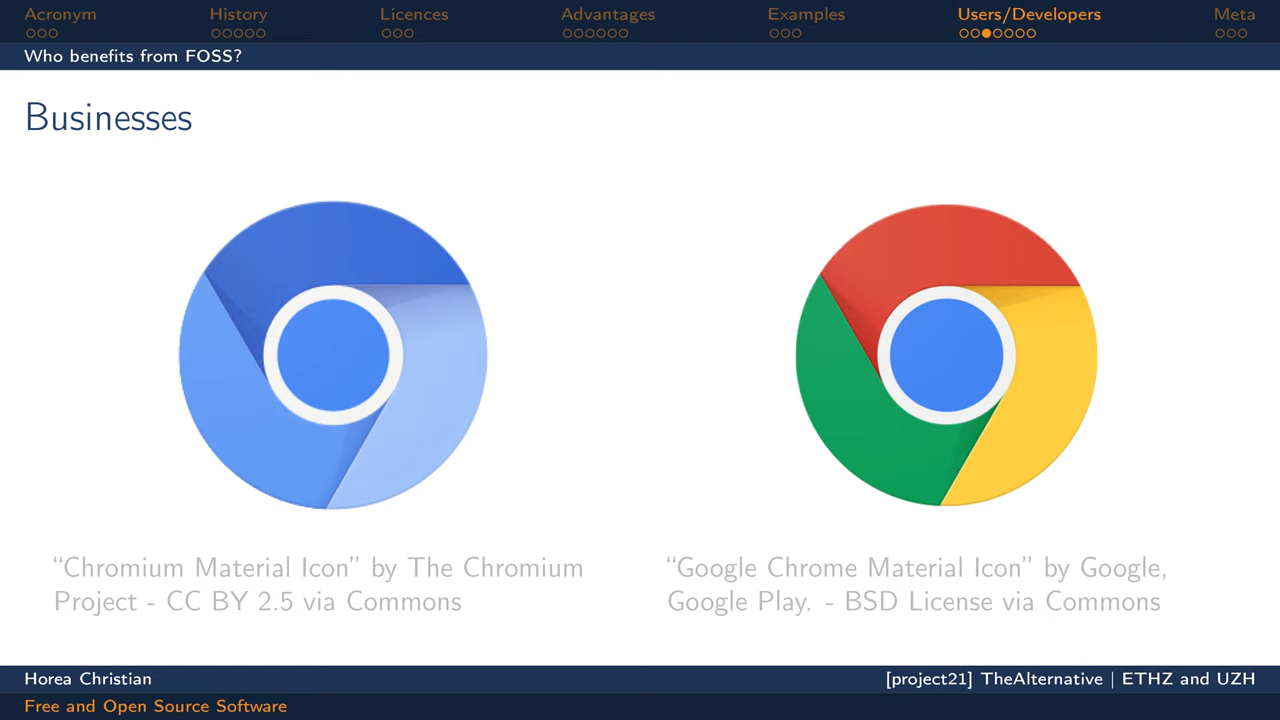 Acronym History Licences Advantages Examples Users/Developers Meta
Who benefits from FOSS?
Businesses
“Chromium Material Icon” by The Chromium
Project - CC BY 2.5 via Commons
“Google Chrome Material Icon” by Google,
Google Play. - BSD License via Commons
Horea Christian [project21] TheAlternative | ETHZ and UZH
Free and Open Source Software